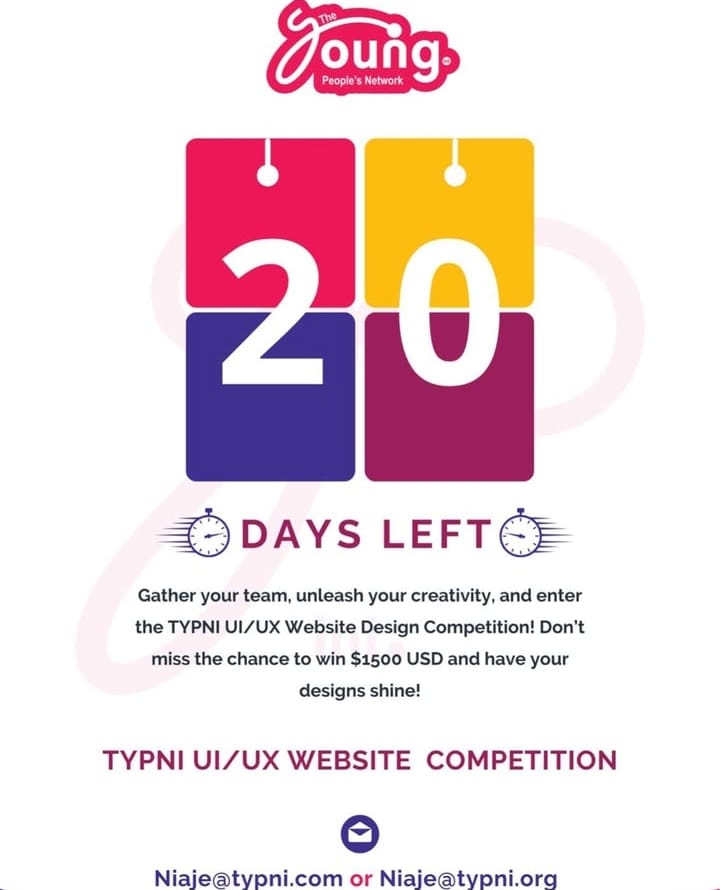 The
Young
People's Network
20
DAYS LEFT
Gather your team, unleash your creativity, and enter
the TYPNI UI/UX Website Design Competition! Don't
miss the chance to win $1500 USD and have your
designs shine!
TYPNI UI/UX WEBSITE COMPETITION
Niaje@typni.com or Niaje@typni.org